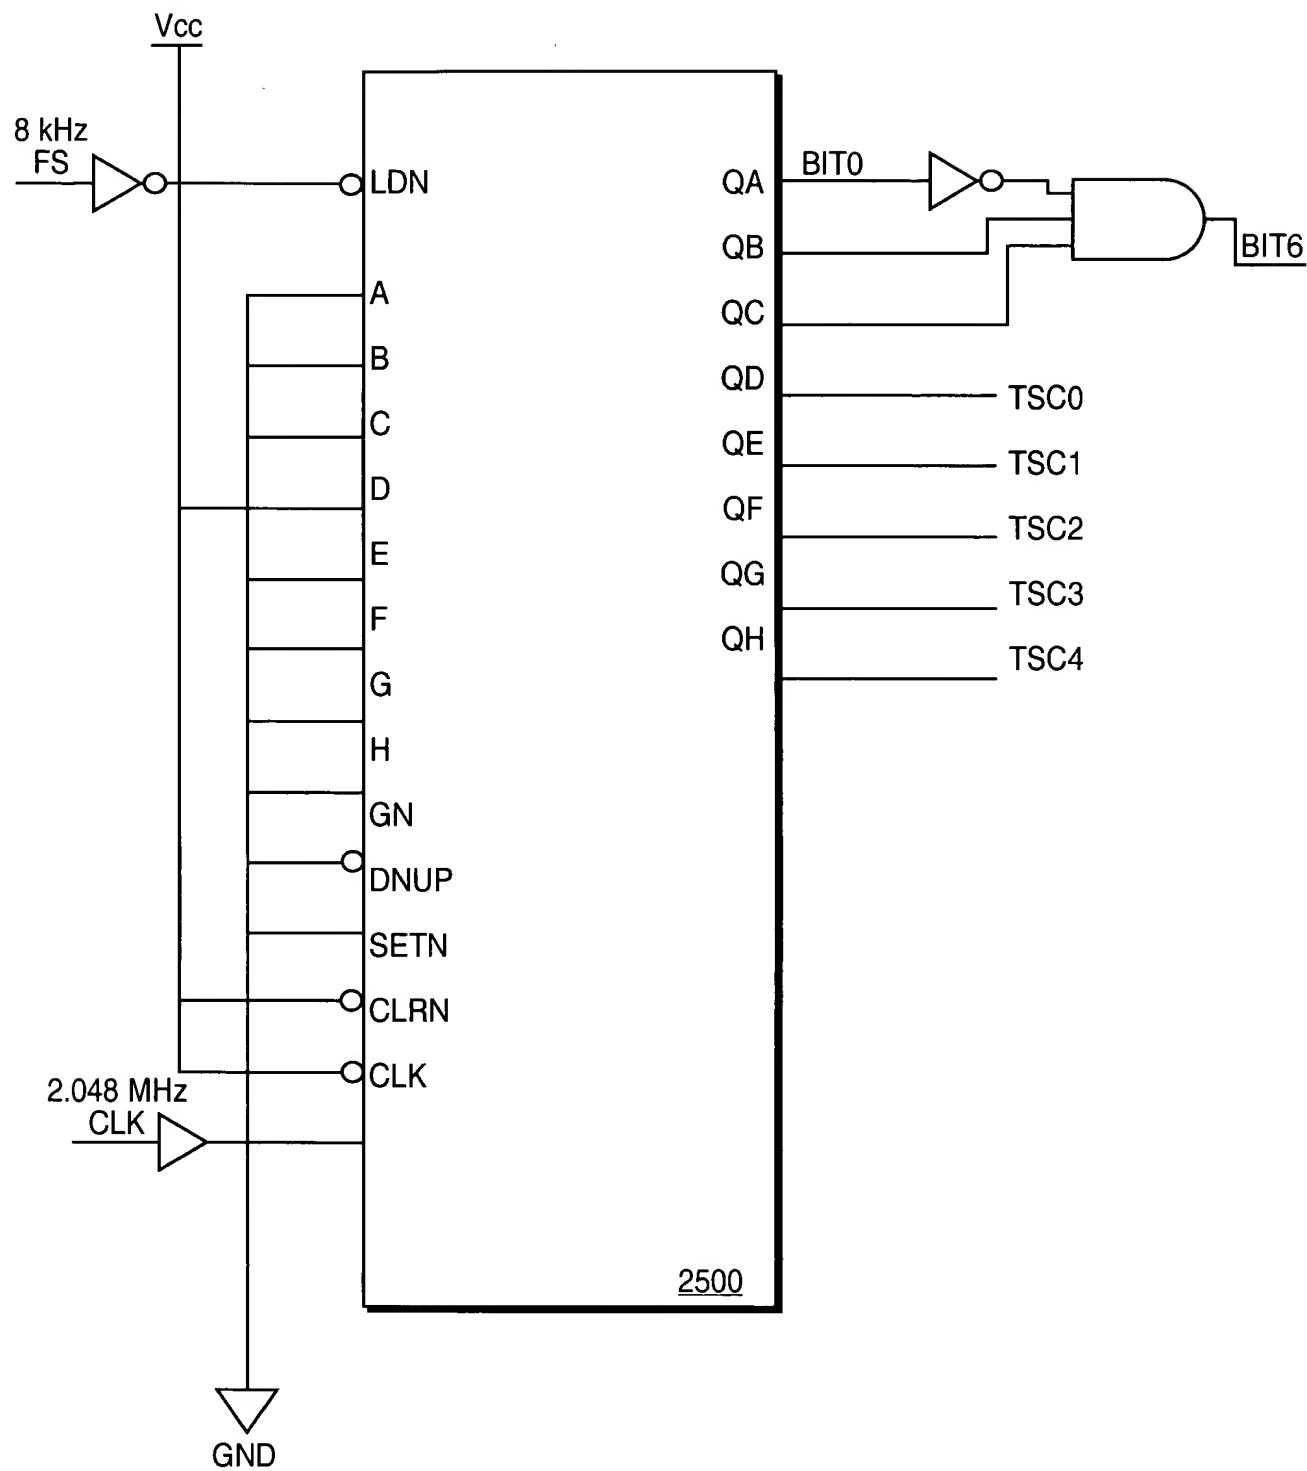 Vcc
8 kHz
FS
LDN
A
B
C
D
E
F
G
H
GN
DNUP
SETN
CLRN
CLK
2.048 MHz
CLK
GND
QA
QB
QC
QD
QE
QF
QG
QH
BIT0
BIT6
TSC0
TSC1
TSC2
TSC3
TSC4
2500